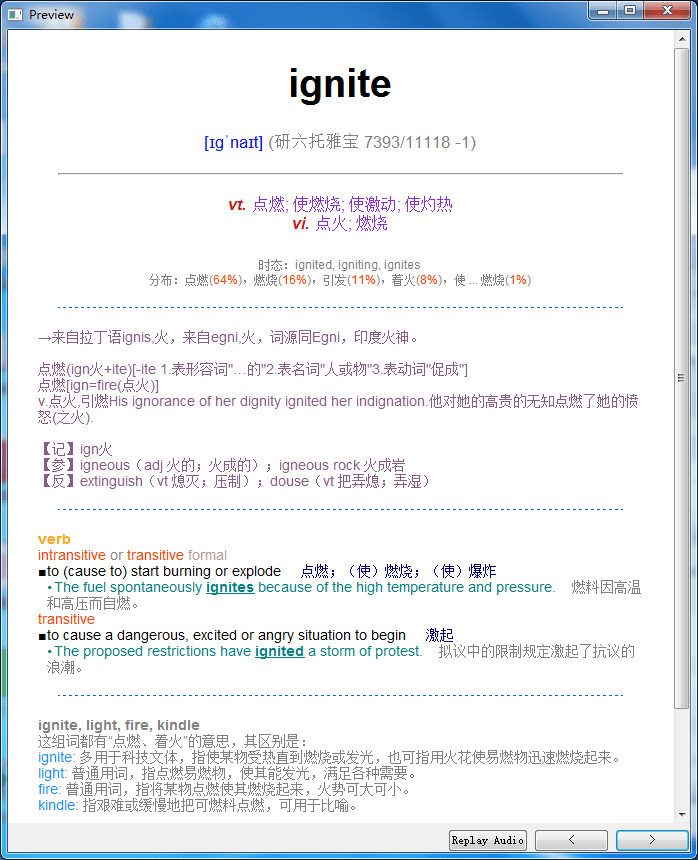 Preview
ignite
[ɪgˈnaɪt] (研六托雅宝 7393/11118 -1)
vt. 点燃; 使燃烧; 使激动; 使灼热
vi. 点火; 燃烧
时态：ignited, igniting, ignites
分布：点燃(64%)，燃烧(16%)，引发(11%)，着火(8%)，使 ... 燃烧(1%)
→来自拉丁语ignis,火，来自egni,火，词源同Egni，印度火神。
点燃(ign火+ite)[-ite 1.表形容词"…的"2.表名词"人或物"3.表动词"促成"]
点燃[ign=fire(点火)]
v.点火,引燃His ignorance of her dignity ignited her indignation.他对她的高贵的无知点燃了她的愤
怒(之火).
【记】ign火
【参】igneous（adj 火的；火成的）；igneous rock 火成岩
【反】extinguish（vt 熄灭；压制）；douse（vt 把弄熄；弄湿）
verb
intransitive or transitive formal
■to (cause to) start burning or explode 点燃；（使）燃烧；（使）爆炸
•The fuel spontaneously ignites because of the high temperature and pressure. 燃料因高温
和高压而自燃。
transitive
■to cause a dangerous, excited or angry situation to begin 激起
•The proposed restrictions have ignited a storm of protest. 拟议中的限制规定激起了抗议的
浪潮。
ignite, light, fire, kindle
这组词都有“点燃、着火”的意思，其区别是：
ignite: 多用于科技文体，指使某物受热直到燃烧或发光，也可指用火花使易燃物迅速燃烧起来。
light: 普通用词，指点燃易燃物，使其能发光，满足各种需要。
fire: 普通用词，指将某物点燃使其燃烧起来，火势可大可小。
kindle: 指艰难或缓慢地把可燃料点燃，可用于比喻。
Replay Audio < >